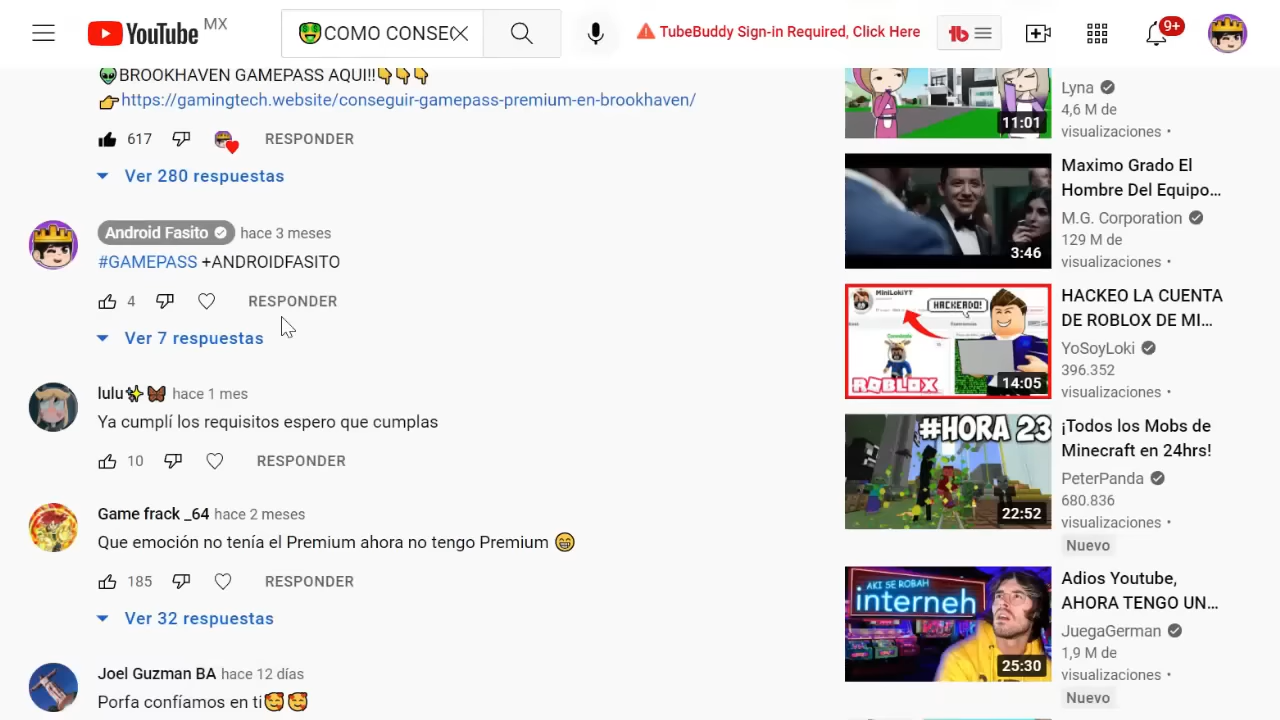 YouTube MX
COMO CONSE
TubeBuddy Sign-in Required, Click Here
tb
9+
BROOKHAVEN GAMEPASS AQUI!!👇👇👇
👉https://gamingtech.website/conseguir-gamepass-premium-en-brookhaven/
617 RESPONDER
Ver 280 respuestas
Android Fasito hace 3 meses
#GAMEPASS +ANDROIDFASITO
4 RESPONDER
Ver 7 respuestas
lulu✨🦋 hace 1 mes
Ya cumplí los requisitos espero que cumplas
10 RESPONDER
Game frack _64 hace 2 meses
Que emoción no tenía el Premium ahora no tengo Premium 😁
185 RESPONDER
Ver 32 respuestas
Joel Guzman BA hace 12 días
Porfa confíamos en ti🥰🥰
11:01
Lyna
4,6 M de
visualizaciones •
3:46
Maximo Grado El
Hombre Del Equipo...
M.G. Corporation
129 M de
visualizaciones •
MiniLokiYT
HACKEADO!
ROBLOX
14:05
HACKEO LA CUENTA
DE ROBLOX DE MI...
YoSoyLoki
396.352
visualizaciones •
#HORA 23
22:52
¡Todos los Mobs de
Minecraft en 24hrs!
PeterPanda
680.836
visualizaciones •
Nuevo
AKI SE ROBAH
interneh
25:30
Adios Youtube,
AHORA TENGO UN...
JuegaGerman
1,9 M de
visualizaciones •
Nuevo